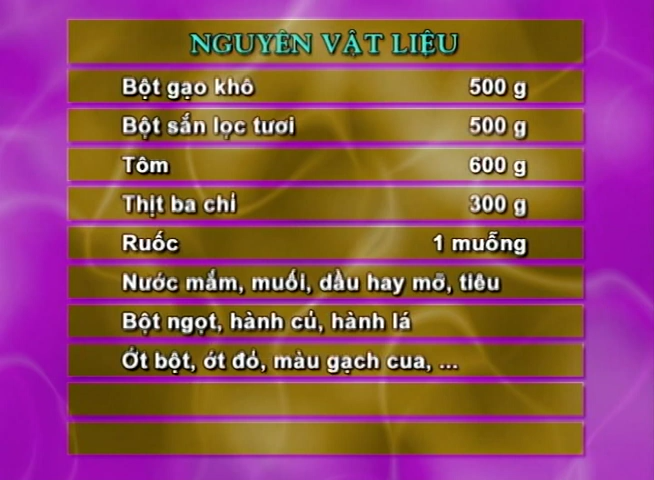 NGUYÊN VẬT LIỆU
Bột gạo khô 500 g
Bột sắn lọc tươi 500 g
Tôm 600 g
Thịt ba chỉ 300 g
Ruốc 1 muỗng
Nước mắm, muối, dầu hay mỡ, tiêu
Bột ngọt, hành củ, hành lá
Ớt bột, ớt đỏ, màu gạch cua, ...